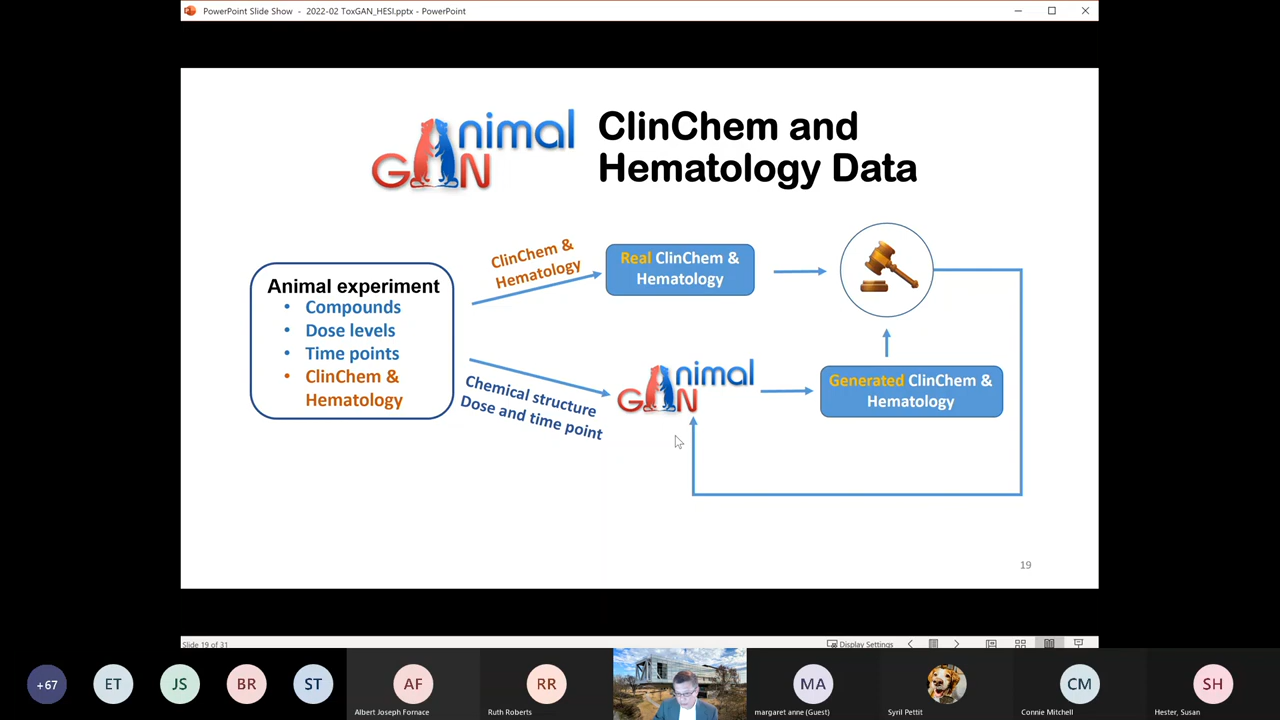 PowerPoint Slide Show - 2022-02 ToxGAN_HESI.pptx - PowerPoint
Animal
GAN
ClinChem and
Hematology Data
Animal experiment
• Compounds
• Dose levels
• Time points
• ClinChem &
Hematology
ClinChem &
Hematology
Real ClinChem &
Hematology
Chemical structure
Dose and time point
Animal
GAN
Generated ClinChem &
Hematology
19
Slide 19 of 31
Display Settings
+67
ET
JS
BR
ST
AF
Albert Joseph Fornace
RR
Ruth Roberts
MA
margaret anne (Guest)
Syril Pettit
CM
Connie Mitchell
SH
Hester, Susan